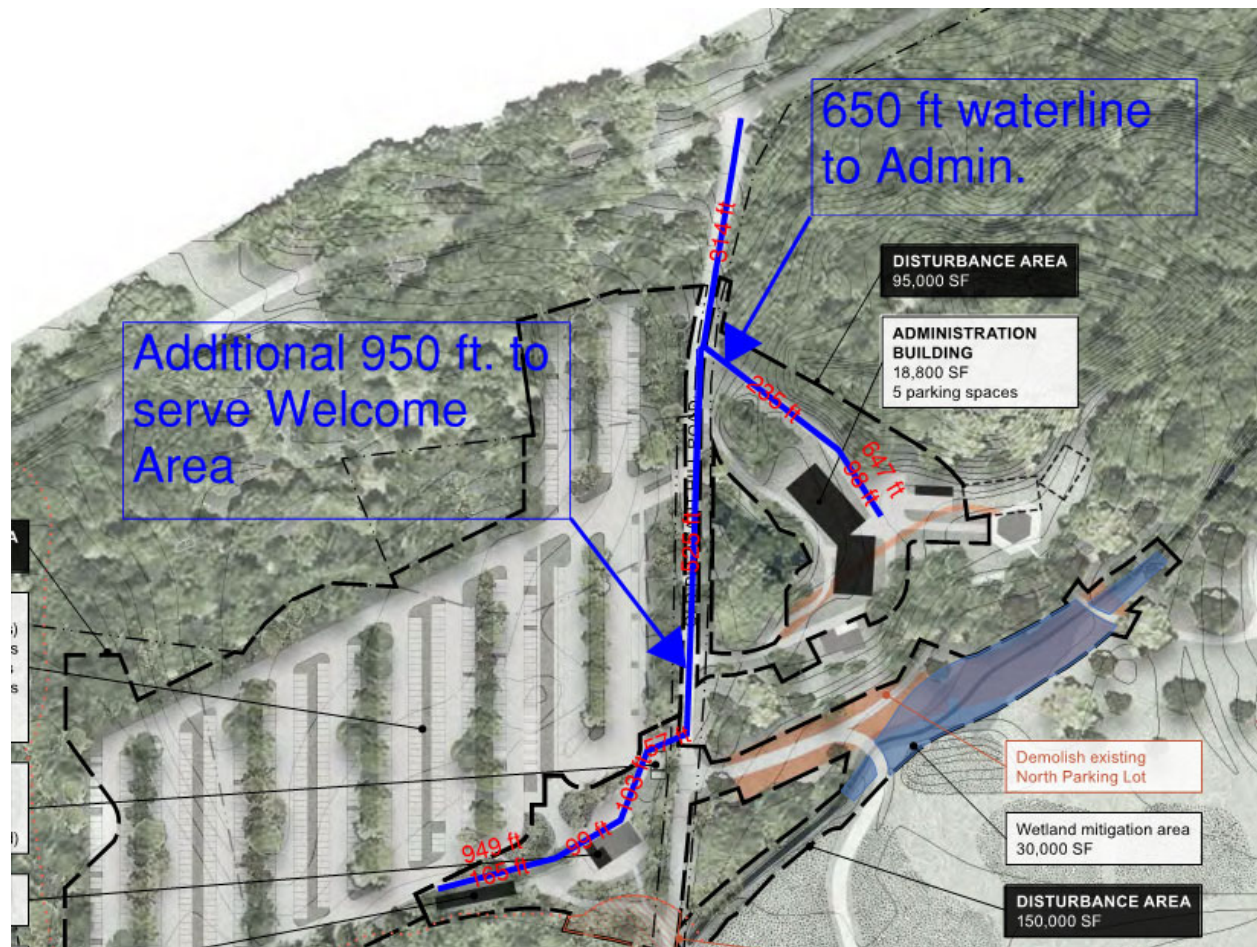 650 ft waterline
to Admin.
314 ft
DISTURBANCE AREA
95,000 SF
ADMINISTRATION
BUILDING
18,800 SF
5 parking spaces
Additional 950 ft. to
serve Welcome
Area
235 ft
647 ft
98 ft
525 ft
ROAD
A
s)
s
s
s
57 ft
103 ft
99 ft
949 ft
165 ft
Demolish existing
North Parking Lot
Wetland mitigation area
30,000 SF
DISTURBANCE AREA
150,000 SF